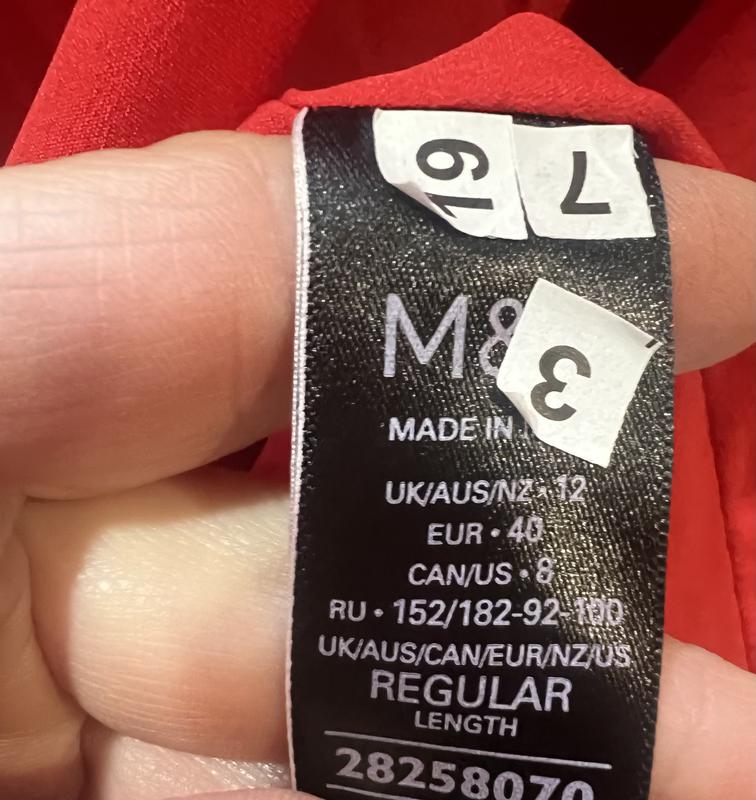 19
7
M&
3
MADE IN
UK/AUS/NZ • 12
EUR • 40
CAN/US • 8
RU • 152/182-92-100
UK/AUS/CAN/EUR/NZ/US
REGULAR
LENGTH
28258070